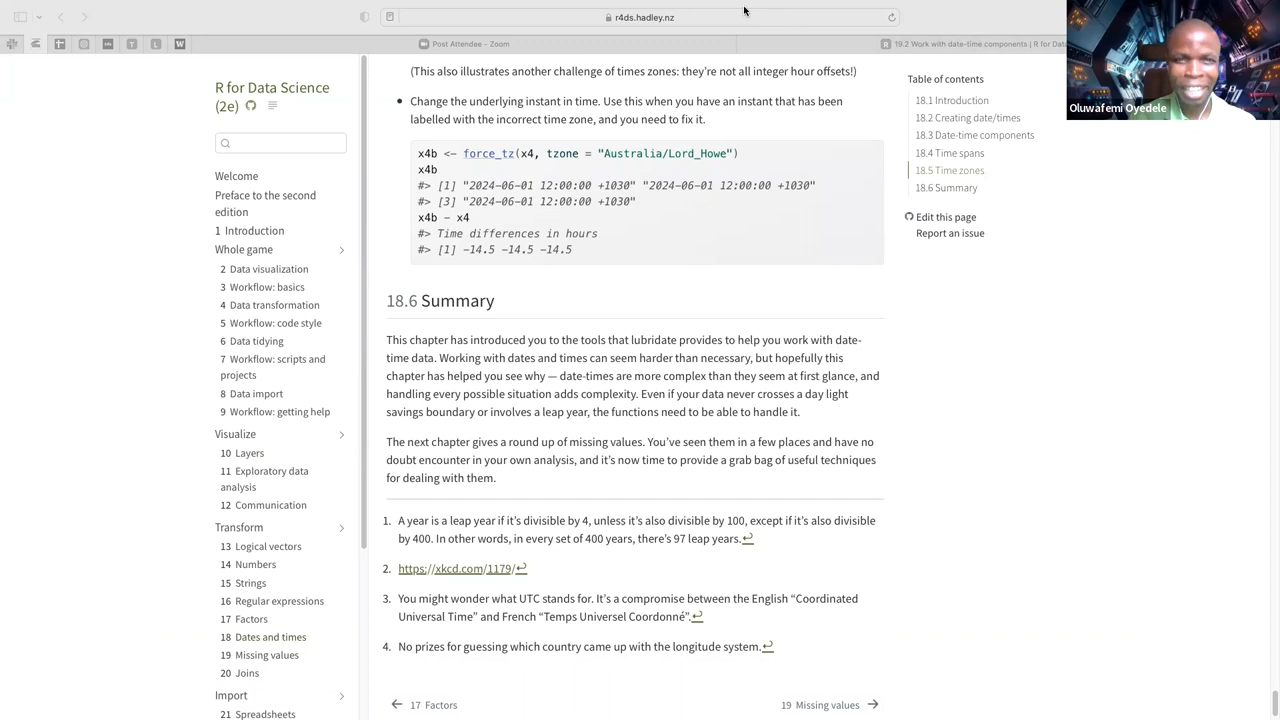 r4ds.hadley.nz
Post Attendee - Zoom
19.2 Work with date-time components | R for Data
Oluwafemi Oyedele
R for Data Science
(2e)
Welcome
Preface to the second
edition
1 Introduction
Whole game
2 Data visualization
3 Workflow: basics
4 Data transformation
5 Workflow: code style
6 Data tidying
7 Workflow: scripts and
projects
8 Data import
9 Workflow: getting help
Visualize
10 Layers
11 Exploratory data
analysis
12 Communication
Transform
13 Logical vectors
14 Numbers
15 Strings
16 Regular expressions
17 Factors
18 Dates and times
19 Missing values
20 Joins
Import
21 Spreadsheets
(This also illustrates another challenge of times zones: they’re not all integer hour offsets!)
• Change the underlying instant in time. Use this when you have an instant that has been
labelled with the incorrect time zone, and you need to fix it.
x4b <- force_tz(x4, tzone = "Australia/Lord_Howe")
x4b
#> [1] "2024-06-01 12:00:00 +1030" "2024-06-01 12:00:00 +1030"
#> [3] "2024-06-01 12:00:00 +1030"
x4b - x4
#> Time differences in hours
#> [1] -14.5 -14.5 -14.5
18.6 Summary
This chapter has introduced you to the tools that lubridate provides to help you work with date-
time data. Working with dates and times can seem harder than necessary, but hopefully this
chapter has helped you see why — date-times are more complex than they seem at first glance, and
handling every possible situation adds complexity. Even if your data never crosses a day light
savings boundary or involves a leap year, the functions need to be able to handle it.
The next chapter gives a round up of missing values. You’ve seen them in a few places and have no
doubt encounter in your own analysis, and it’s now time to provide a grab bag of useful techniques
for dealing with them.
1. A year is a leap year if it’s divisible by 4, unless it’s also divisible by 100, except if it’s also divisible
by 400. In other words, in every set of 400 years, there’s 97 leap years.↩
2. https://xkcd.com/1179/↩
3. You might wonder what UTC stands for. It’s a compromise between the English “Coordinated
Universal Time” and French “Temps Universel Coordonné”.↩
4. No prizes for guessing which country came up with the longitude system.↩
← 17 Factors
19 Missing values →
Table of contents
18.1 Introduction
18.2 Creating date/times
18.3 Date-time components
18.4 Time spans
18.5 Time zones
18.6 Summary
Edit this page
Report an issue